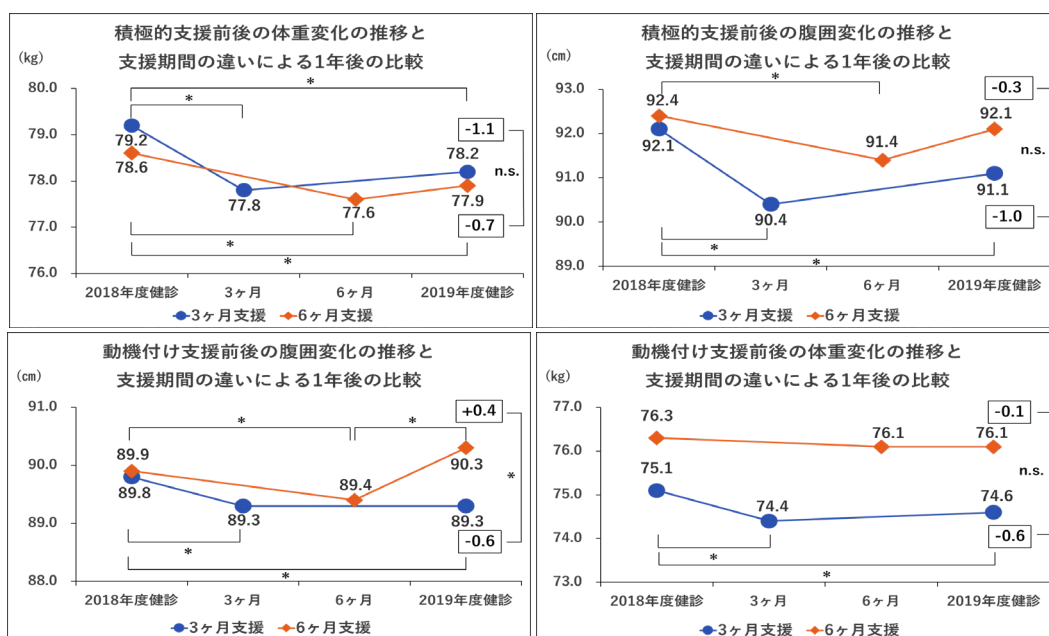 積極的支援前後の体重変化の推移と
支援期間の違いによる1年後の比較
(kg)
80.0
79.0
78.0
77.0
76.0
*
*
79.2
78.6
77.8
77.6
78.2
77.9
-1.1
n.s.
-0.7
*
*
2018年度健診
3ヶ月
6ヶ月
2019年度健診
3ヶ月支援
6ヶ月支援
積極的支援前後の腹囲変化の推移と
支援期間の違いによる1年後の比較
(cm)
93.0
92.0
91.0
90.0
89.0
*
92.4
92.1
90.4
91.4
92.1
91.1
-0.3
n.s.
-1.0
*
*
2018年度健診
3ヶ月
6ヶ月
2019年度健診
3ヶ月支援
6ヶ月支援
動機付け支援前後の腹囲変化の推移と
支援期間の違いによる1年後の比較
(cm)
91.0
90.0
89.0
88.0
*
*
89.9
89.8
89.3
89.4
90.3
89.3
+0.4
*
-0.6
*
*
2018年度健診
3ヶ月
6ヶ月
2019年度健診
3ヶ月支援
6ヶ月支援
動機付け支援前後の体重変化の推移と
支援期間の違いによる1年後の比較
(kg)
77.0
76.0
75.0
74.0
73.0
76.3
75.1
74.4
76.1
76.1
74.6
-0.1
n.s.
-0.6
*
*
2018年度健診
3ヶ月
6ヶ月
2019年度健診
3ヶ月支援
6ヶ月支援